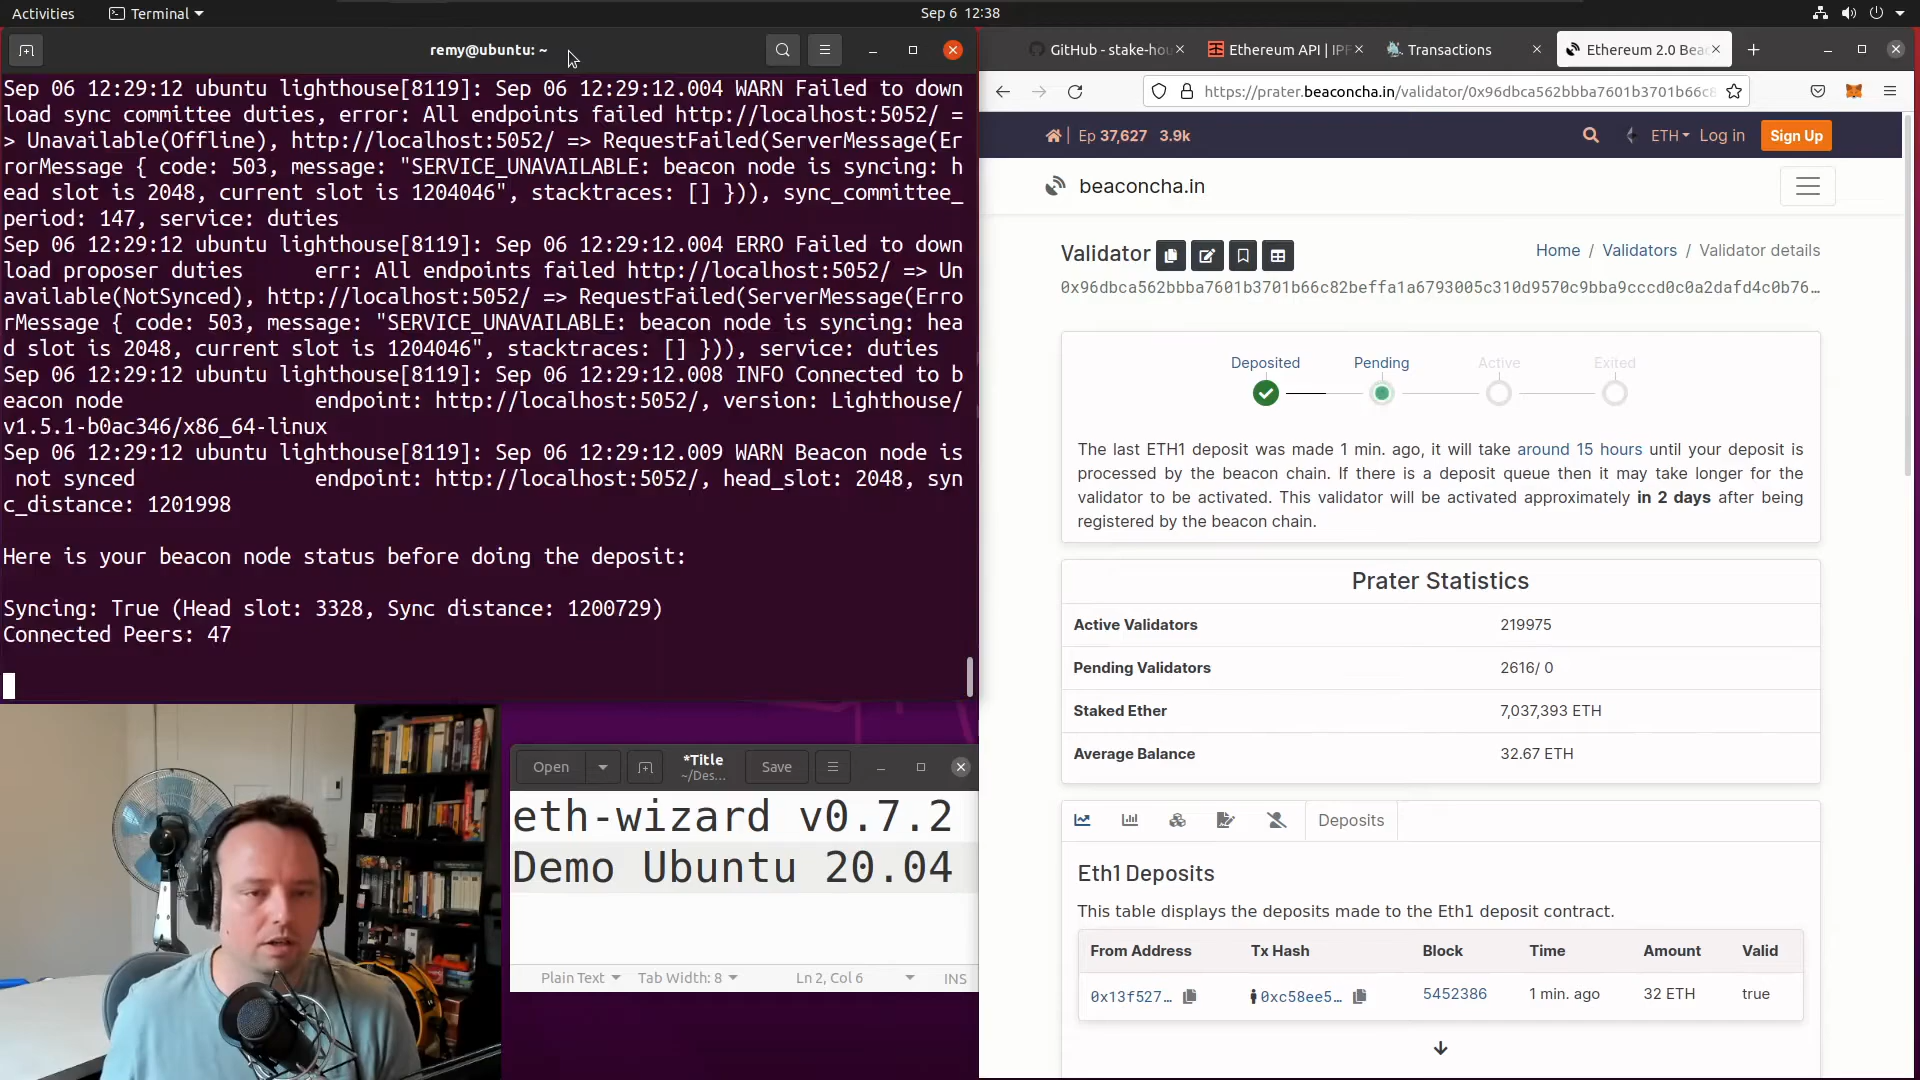 Activities
Terminal
Sep 6 12:38
remy@ubuntu: ~
Sep 06 12:29:12 ubuntu lighthouse[8119]: Sep 06 12:29:12.004 WARN Failed to down
load sync committee duties, error: All endpoints failed http://localhost:5052/ =
> Unavailable(Offline), http://localhost:5052/ => RequestFailed(ServerMessage(Er
rorMessage { code: 503, message: "SERVICE_UNAVAILABLE: beacon node is syncing: h
ead slot is 2048, current slot is 1204046", stacktraces: [] })), sync_committee_
period: 147, service: duties
Sep 06 12:29:12 ubuntu lighthouse[8119]: Sep 06 12:29:12.004 ERRO Failed to down
load proposer duties      err: All endpoints failed http://localhost:5052/ => Un
available(NotSynced), http://localhost:5052/ => RequestFailed(ServerMessage(Erro
rMessage { code: 503, message: "SERVICE_UNAVAILABLE: beacon node is syncing: hea
d slot is 2048, current slot is 1204046", stacktraces: [] })), service: duties
Sep 06 12:29:12 ubuntu lighthouse[8119]: Sep 06 12:29:12.008 INFO Connected to b
eacon node                endpoint: http://localhost:5052/, version: Lighthouse/
v1.5.1-b0ac346/x86_64-linux
Sep 06 12:29:12 ubuntu lighthouse[8119]: Sep 06 12:29:12.009 WARN Beacon node is
 not synced               endpoint: http://localhost:5052/, head_slot: 2048, syn
c_distance: 1201998
Here is your beacon node status before doing the deposit:
Syncing: True (Head slot: 3328, Sync distance: 1200729)
Connected Peers: 47
Open
*Title
~/Des...
Save
eth-wizard v0.7.2
Demo Ubuntu 20.04
Plain Text
Tab Width: 8
Ln 2, Col 6
INS
GitHub - stake-hou
Ethereum API | IPF
Transactions
Ethereum 2.0 Bea
https://prater.beaconcha.in/validator/0x96dbca562bbba7601b3701b66c8
Ep 37,627 3.9k
ETH
Log in
Sign Up
beaconcha.in
Validator
Home / Validators / Validator details
0x96dbca562bbba7601b3701b66c82beffa1a6793005c310d9570c9bba9cccd0c0a2dafd4c0b76...
Deposited
Pending
Active
Exited
The last ETH1 deposit was made 1 min. ago, it will take around 15 hours until your deposit is
processed by the beacon chain. If there is a deposit queue then it may take longer for the
validator to be activated. This validator will be activated approximately in 2 days after being
registered by the beacon chain.
Prater Statistics
Active Validators 219975
Pending Validators 2616/ 0
Staked Ether 7,037,393 ETH
Average Balance 32.67 ETH
Deposits
Eth1 Deposits
This table displays the deposits made to the Eth1 deposit contract.
From Address Tx Hash Block Time Amount Valid
0x13f527... 0xc58ee5... 5452386 1 min. ago 32 ETH true